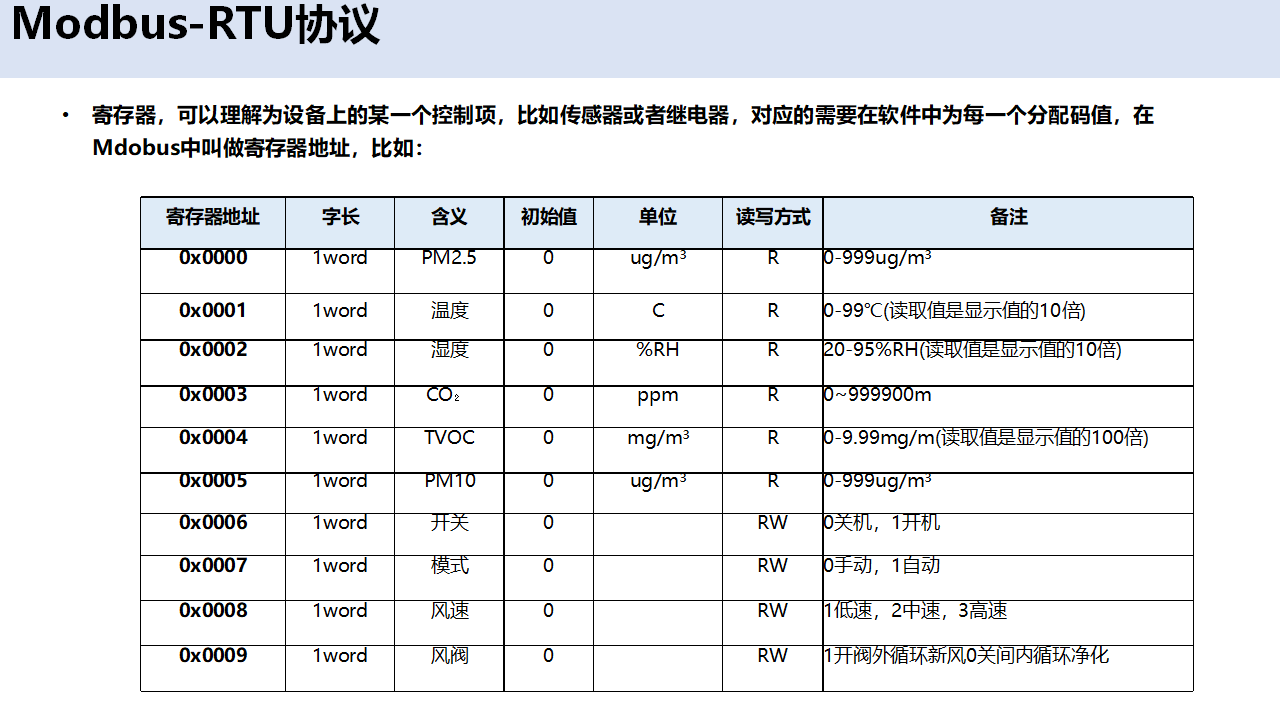 Modbus-RTU协议
• 寄存器，可以理解为设备上的某一个控制项，比如传感器或者继电器，对应的需要在软件中为每一个分配码值，在
Mdobus中叫做寄存器地址，比如：
寄存器地址 字长 含义 初始值 单位 读写方式 备注
0x0000 1word PM2.5 0 ug/m³ R 0-999ug/m³
0x0001 1word 温度 0 C R 0-99℃(读取值是显示值的10倍)
0x0002 1word 湿度 0 %RH R 20-95%RH(读取值是显示值的10倍)
0x0003 1word CO₂ 0 ppm R 0~999900m
0x0004 1word TVOC 0 mg/m³ R 0-9.99mg/m(读取值是显示值的100倍)
0x0005 1word PM10 0 ug/m³ R 0-999ug/m³
0x0006 1word 开关 0 RW 0关机，1开机
0x0007 1word 模式 0 RW 0手动，1自动
0x0008 1word 风速 0 RW 1低速，2中速，3高速
0x0009 1word 风阀 0 RW 1开阀外循环新风0关间内循环净化